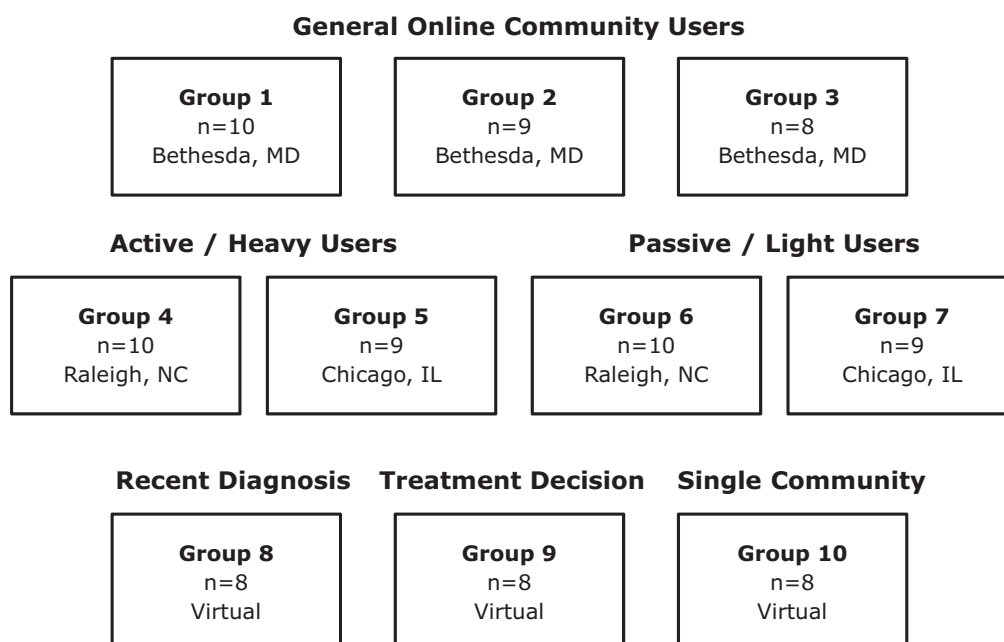 General Online Community Users
Group 1
n=10
Bethesda, MD
Group 2
n=9
Bethesda, MD
Group 3
n=8
Bethesda, MD
Active / Heavy Users
Passive / Light Users
Group 4
n=10
Raleigh, NC
Group 5
n=9
Chicago, IL
Group 6
n=10
Raleigh, NC
Group 7
n=9
Chicago, IL
Recent Diagnosis
Treatment Decision
Single Community
Group 8
n=8
Virtual
Group 9
n=8
Virtual
Group 10
n=8
Virtual